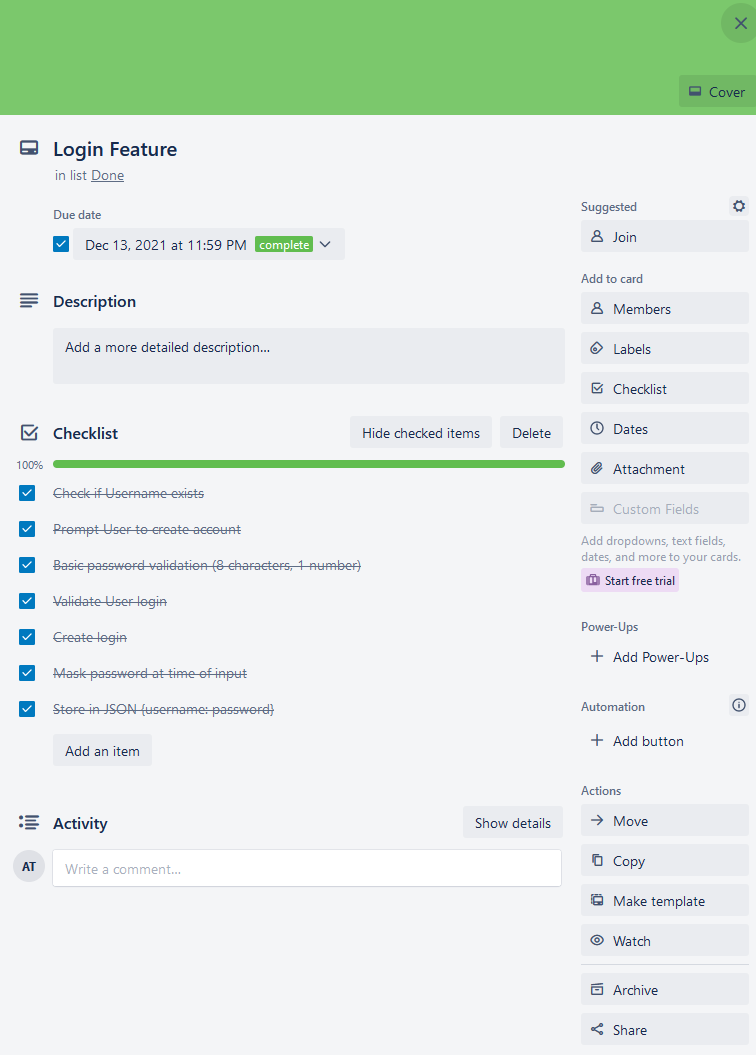 Cover
Login Feature
in list Done
Due date
Dec 13, 2021 at 11:59 PM complete
Description
Add a more detailed description...
Checklist
Hide checked items
Delete
100%
Check if Username exists
Prompt User to create account
Basic password validation (8 characters, 1 number)
Validate User login
Create login
Mask password at time of input
Store in JSON {username: password}
Add an item
Activity
Show details
AT
Write a comment...
Suggested
Join
Add to card
Members
Labels
Checklist
Dates
Attachment
Custom Fields
Add dropdowns, text fields,
dates, and more to your cards.
Start free trial
Power-Ups
+ Add Power-Ups
Automation
+ Add button
Actions
Move
Copy
Make template
Watch
Archive
Share